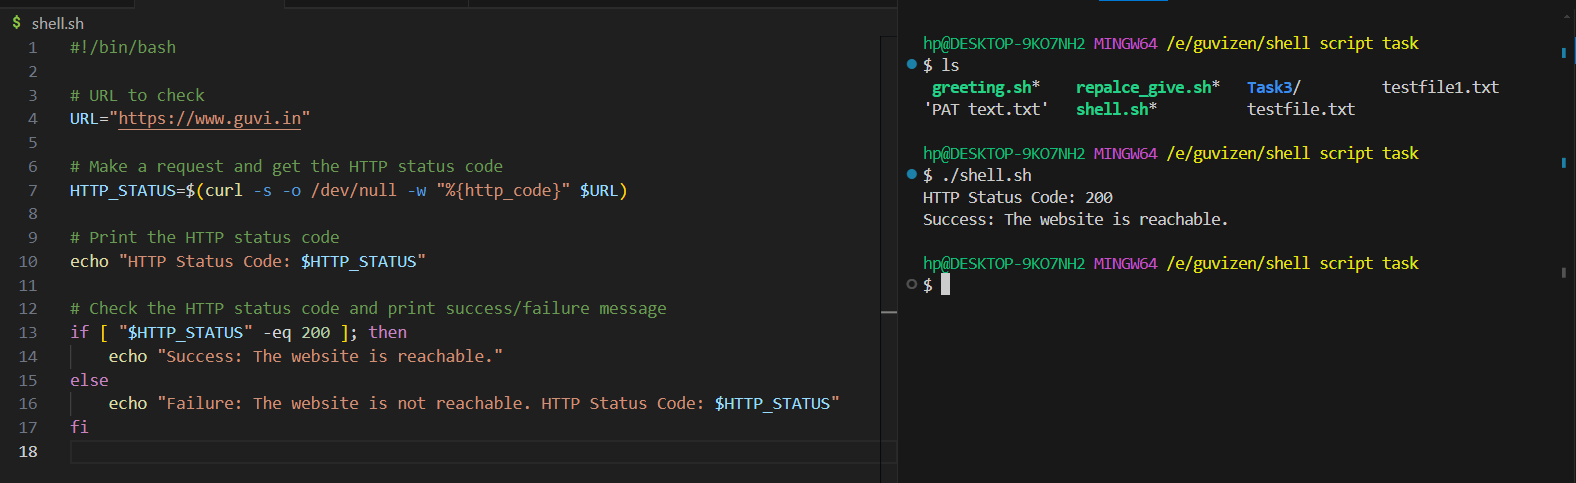 $ shell.sh
1 #!/bin/bash
2
3 # URL to check
4 URL="https://www.guvi.in"
5
6 # Make a request and get the HTTP status code
7 HTTP_STATUS=$(curl -s -o /dev/null -w "%{http_code}" $URL)
8
9 # Print the HTTP status code
10 echo "HTTP Status Code: $HTTP_STATUS"
11
12 # Check the HTTP status code and print success/failure message
13 if [ "$HTTP_STATUS" -eq 200 ]; then
14     echo "Success: The website is reachable."
15 else
16     echo "Failure: The website is not reachable. HTTP Status Code: $HTTP_STATUS"
17 fi
18
hp@DESKTOP-9KO7NH2 MINGW64 /e/guvizen/shell script task
$ ls
 greeting.sh*    repalce_give.sh*   Task3/         testfile1.txt
'PAT text.txt'   shell.sh*          testfile.txt
hp@DESKTOP-9KO7NH2 MINGW64 /e/guvizen/shell script task
$ ./shell.sh
HTTP Status Code: 200
Success: The website is reachable.
hp@DESKTOP-9KO7NH2 MINGW64 /e/guvizen/shell script task
$